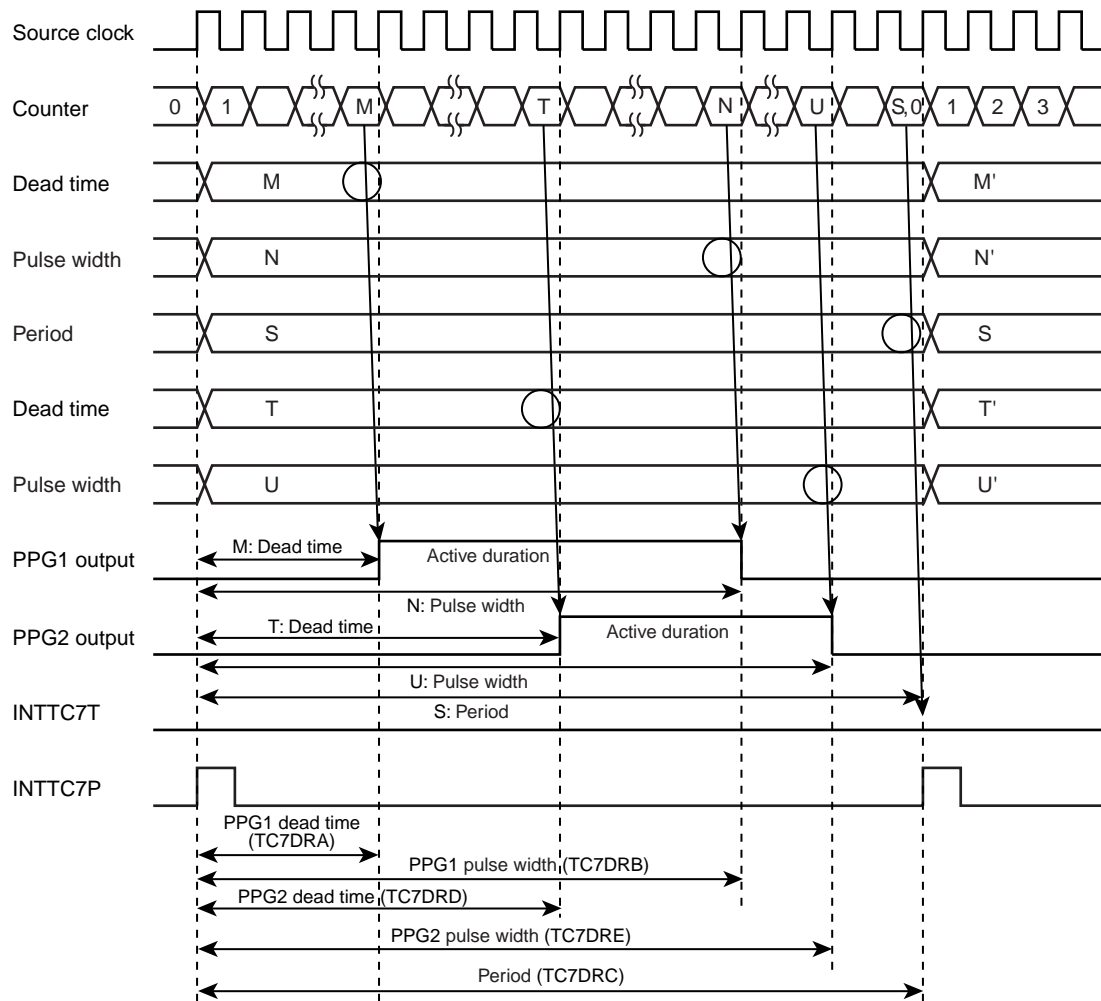 Source clock
Counter 0 1 M T N U S,0 1 2 3
Dead time M M'
Pulse width N N'
Period S S
Dead time T T'
Pulse width U U'
M: Dead time
PPG1 output Active duration
N: Pulse width
T: Dead time
PPG2 output Active duration
U: Pulse width
S: Period
INTTC7T
INTTC7P
PPG1 dead time
(TC7DRA)
PPG1 pulse width (TC7DRB)
PPG2 dead time (TC7DRD)
PPG2 pulse width (TC7DRE)
Period (TC7DRC)